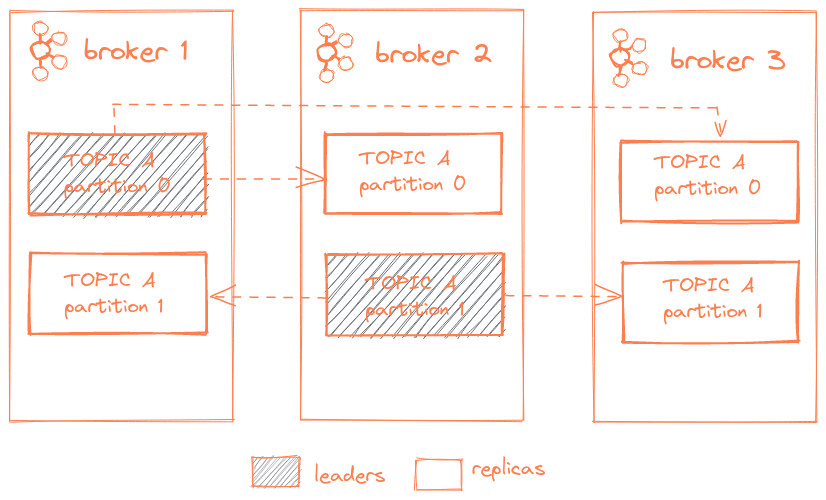 broker 1
broker 2
broker 3
TOPIC A
partition 0
TOPIC A
partition 0
TOPIC A
partition 0
TOPIC A
partition 1
TOPIC A
partition 1
TOPIC A
partition 1
leaders
replicas